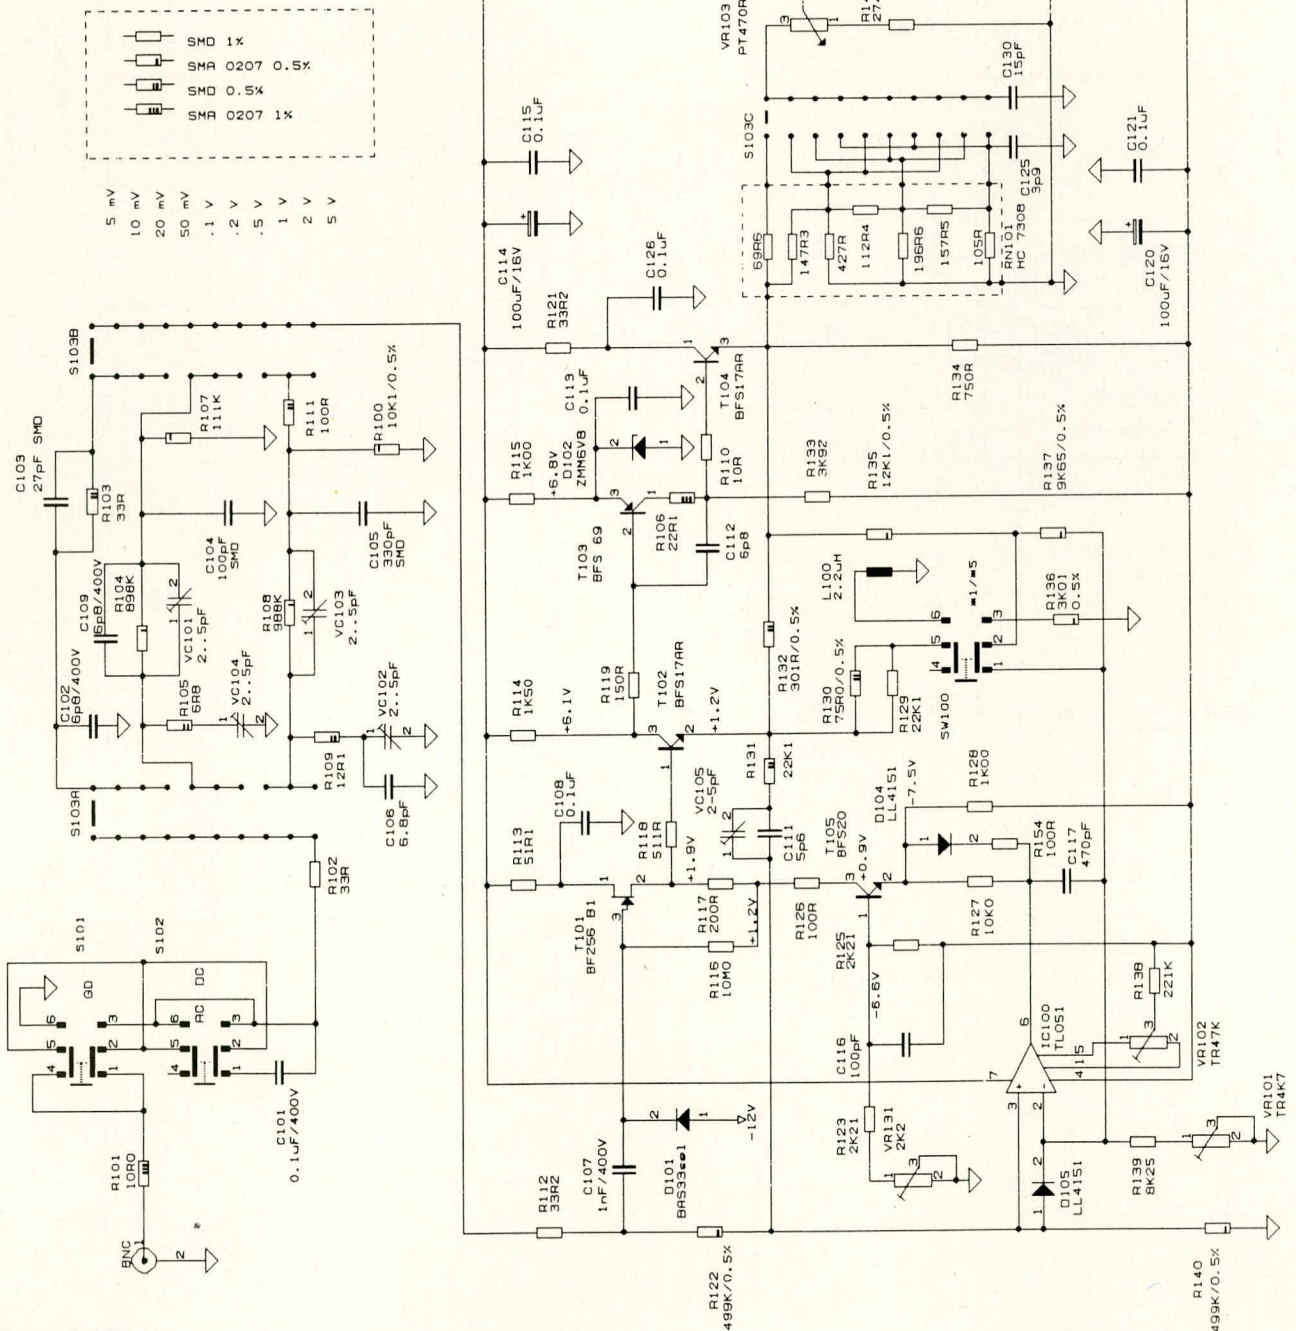 SMD 1%
SMA 0207 0.5%
SMD 0.5%
SMA 0207 1%
5 mV
10 mV
20 mV
50 mV
.1 V
.2 V
.5 V
1 V
2 V
5 V
S103B
C103
27pF SMD
R103
33R
R107
111K
R111
100R
R100
10K1/0.5%
C109
6p8/400V
R104
898K
VC101
2..5pF
C104
100pF
SMD
R108
988K
VC103
2..5pF
C105
330pF
SMD
C102
6p8/400V
R105
6R8
VC104
2..5pF
VC102
2..5pF
R109
12R1
C106
6.8pF
S103A
R102
33R
S101
S102
GD
DC
AC
R101
10R0
C101
0.1uF/400V
BNC
1
2
VR103
PT470R
C130
15pF
S103C
C125
3p9
RN101
HC 7308
69R6
147R3
427R
112R4
196R6
157R5
105R
C115
0.1uF
C114
100uF/16V
C121
0.1uF
C120
100uF/16V
R121
33R2
C126
0.1uF
T104
BFS17AR
R134
750R
C113
0.1uF
D102
ZMM6V8
+6.8V
R115
1K00
T103
BFS 69
R106
22R1
R110
10R
C112
6p8
R133
3K92
R135
12K1/0.5%
R137
9K65/0.5%
L100
2.2uH
*1/*5
R136
3K01
0.5%
R132
301R/0.5%
R130
75R0/0.5%
R129
22K1
SW100
R119
150R
T102
BFS17AR
R114
1K50
+6.1V
+1.2V
R131
22K1
VC105
2-5pF
C111
5p6
C108
0.1uF
R113
51R1
R118
511R
+1.9V
T101
BF256 B1
R117
200R
R116
10M0
+1.2V
R126
100R
T105
BFS20
+0.9V
D104
LL4151
-7.5V
R128
1K00
R154
100R
C117
470pF
R127
10K0
R125
2K21
-6.6V
C116
100pF
IC100
TL051
R138
221K
VR102
TR47K
VR101
TR4K7
R123
2K21
VR131
2K2
D105
LL4151
R139
8K25
R112
33R2
C107
1nF/400V
D101
BAS33sel
-12V
R122
499K/0.5%
R140
499K/0.5%